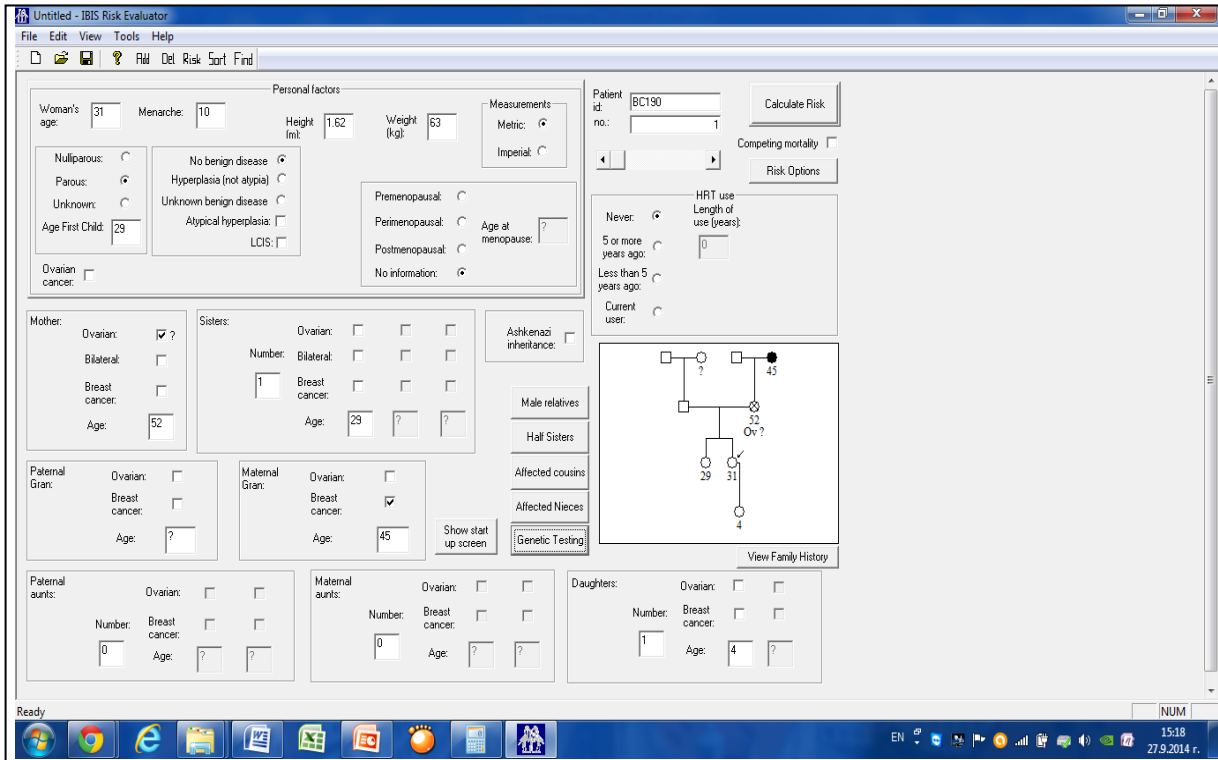 Untitled - IBIS Risk Evaluator
File Edit View Tools Help
? Add Del Risk Sort Find
Personal factors
Woman's age: 31
Menarche: 10
Height (m): 1.62
Weight (kg): 63
Measurements
Metric:
Imperial:
Nulliparous:
Parous:
Unknown:
Age First Child: 29
No benign disease
Hyperplasia (not atypia)
Unknown benign disease
Atypical hyperplasia:
LCIS:
Premenopausal:
Perimenopausal:
Postmenopausal:
No information:
Age at menopause: ?
Ovarian cancer:
Patient id: BC190
no.: 1
Calculate Risk
Competing mortality
Risk Options
HRT use
Never:
5 or more years ago:
Less than 5 years ago:
Current user:
Length of use (years):
0
Mother:
Ovarian: ?
Bilateral:
Breast cancer:
Age: 52
Sisters:
Number: 1
Ovarian:
Bilateral:
Breast cancer:
Age: 29 ? ?
Ashkenazi inheritance:
Male relatives
Half Sisters
Affected cousins
Affected Nieces
Genetic Testing
Show start up screen
? 45
52
Ov ?
29 31
4
View Family History
Paternal Gran:
Ovarian:
Breast cancer:
Age: ?
Maternal Gran:
Ovarian:
Breast cancer:
Age: 45
Paternal aunts:
Number: 0
Ovarian:
Breast cancer:
Age: ? ?
Maternal aunts:
Number: 0
Ovarian:
Breast cancer:
Age: ? ?
Daughters:
Number: 1
Ovarian:
Breast cancer:
Age: 4 ?
Ready
NUM
EN
15:18
27.9.2014 г.